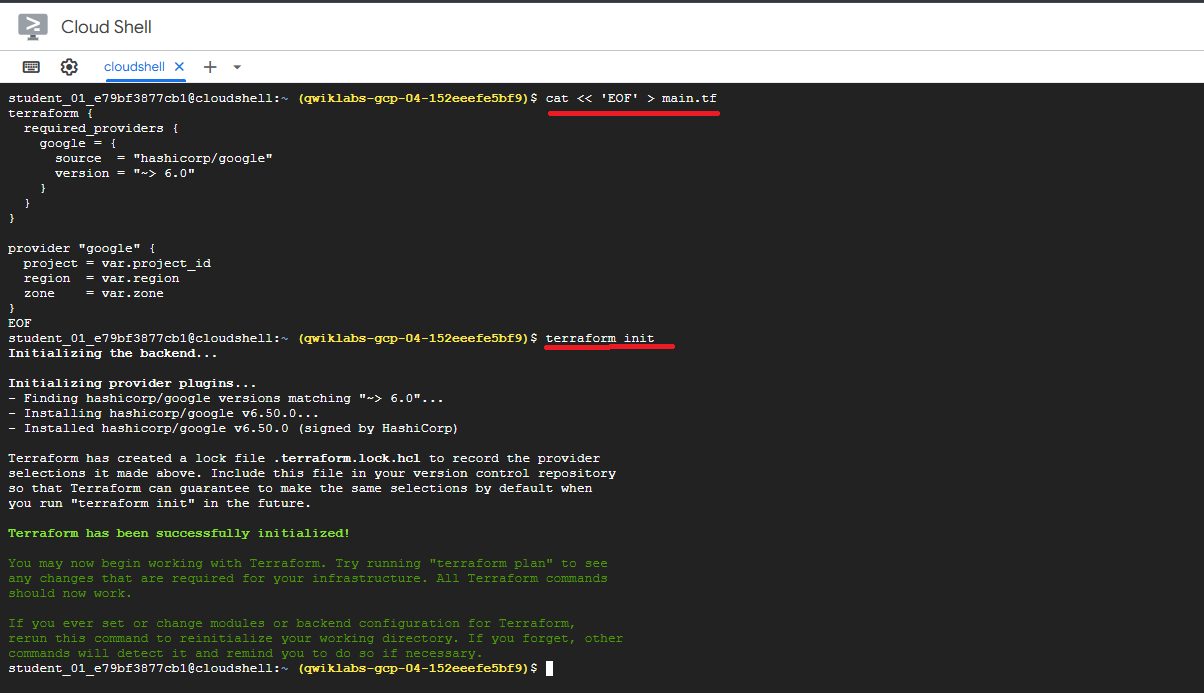 Cloud Shell
cloudshell
student_01_e79bf3877cb1@cloudshell:~ (qwiklabs-gcp-04-152eeefe5bf9)$ cat << 'EOF' > main.tf
terraform {
  required_providers {
    google = {
      source  = "hashicorp/google"
      version = "~> 6.0"
    }
  }
}
provider "google" {
  project = var.project_id
  region  = var.region
  zone    = var.zone
}
EOF
student_01_e79bf3877cb1@cloudshell:~ (qwiklabs-gcp-04-152eeefe5bf9)$ terraform init
Initializing the backend...
Initializing provider plugins...
- Finding hashicorp/google versions matching "~> 6.0"...
- Installing hashicorp/google v6.50.0...
- Installed hashicorp/google v6.50.0 (signed by HashiCorp)
Terraform has created a lock file .terraform.lock.hcl to record the provider
selections it made above. Include this file in your version control repository
so that Terraform can guarantee to make the same selections by default when
you run "terraform init" in the future.
Terraform has been successfully initialized!
You may now begin working with Terraform. Try running "terraform plan" to see
any changes that are required for your infrastructure. All Terraform commands
should now work.
If you ever set or change modules or backend configuration for Terraform,
rerun this command to reinitialize your working directory. If you forget, other
commands will detect it and remind you to do so if necessary.
student_01_e79bf3877cb1@cloudshell:~ (qwiklabs-gcp-04-152eeefe5bf9)$